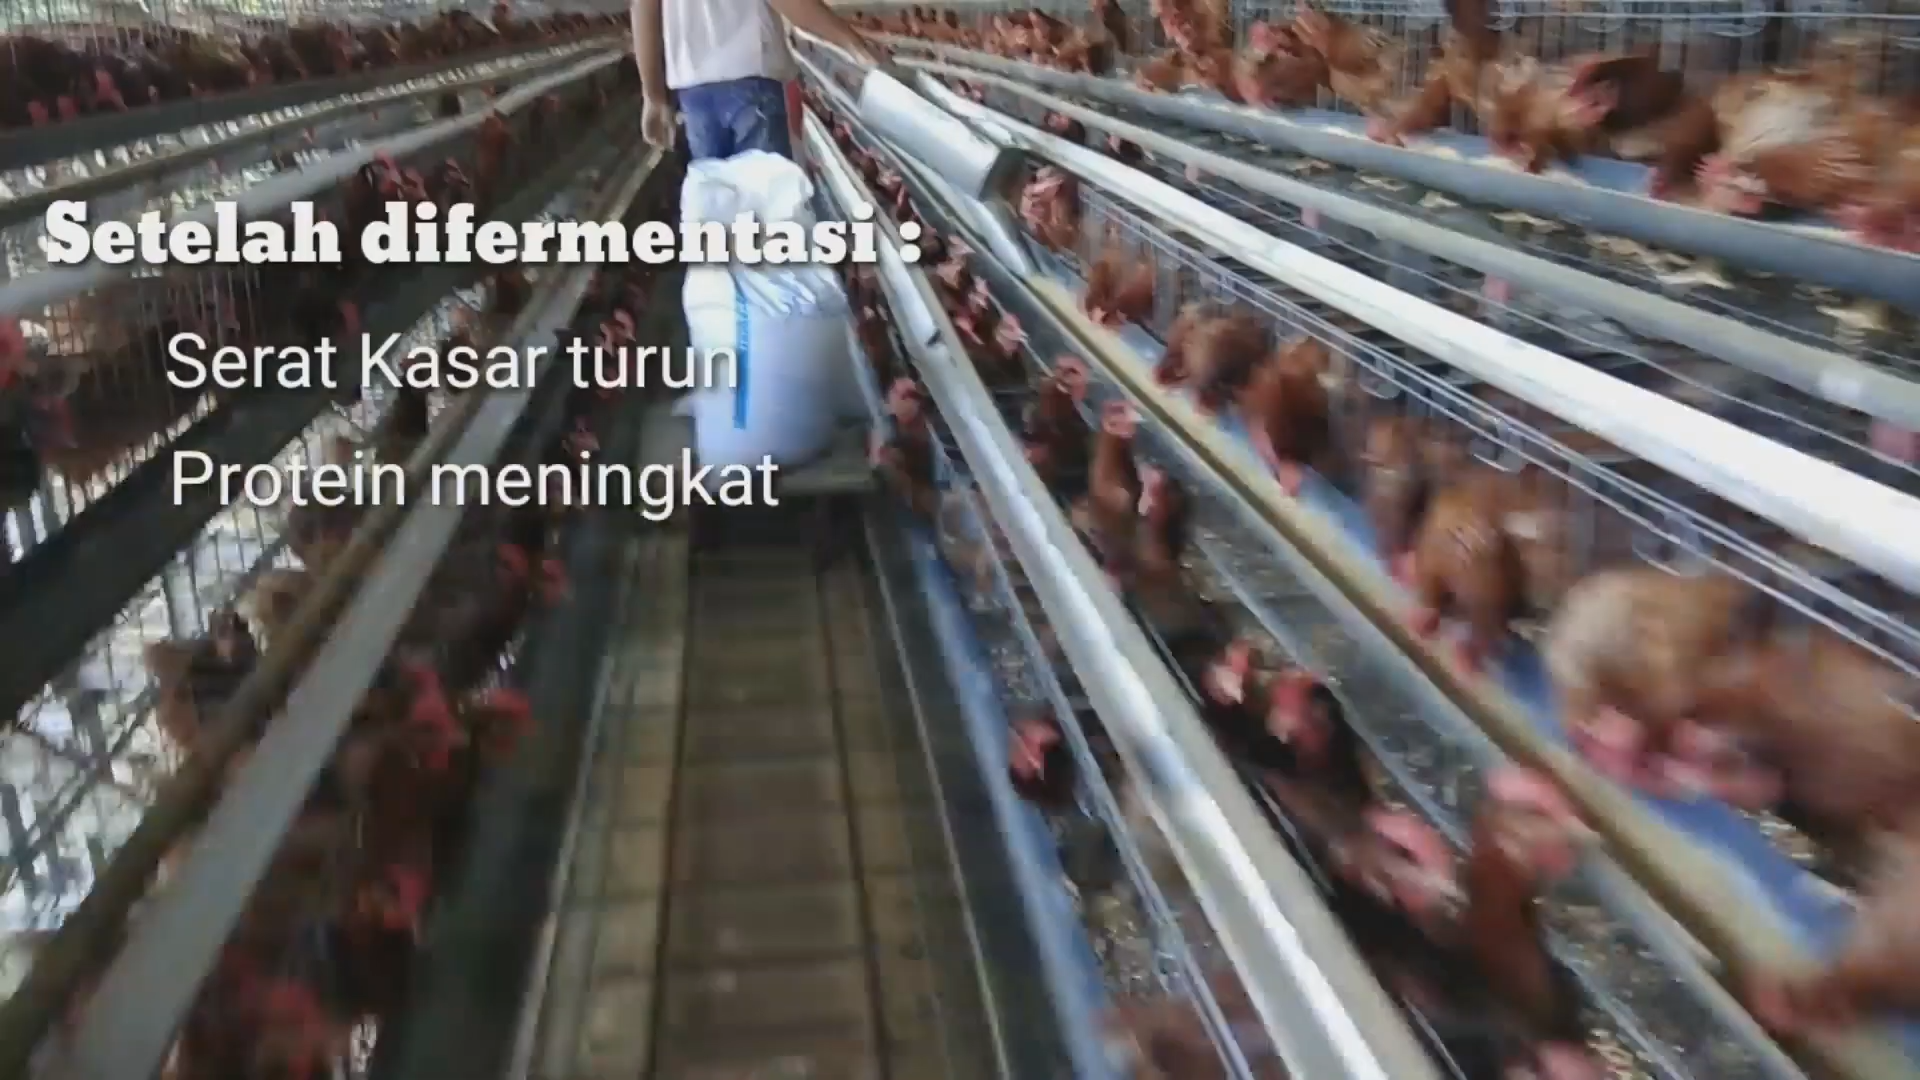 Setelah difermentasi :
Serat Kasar turun
Protein meningkat